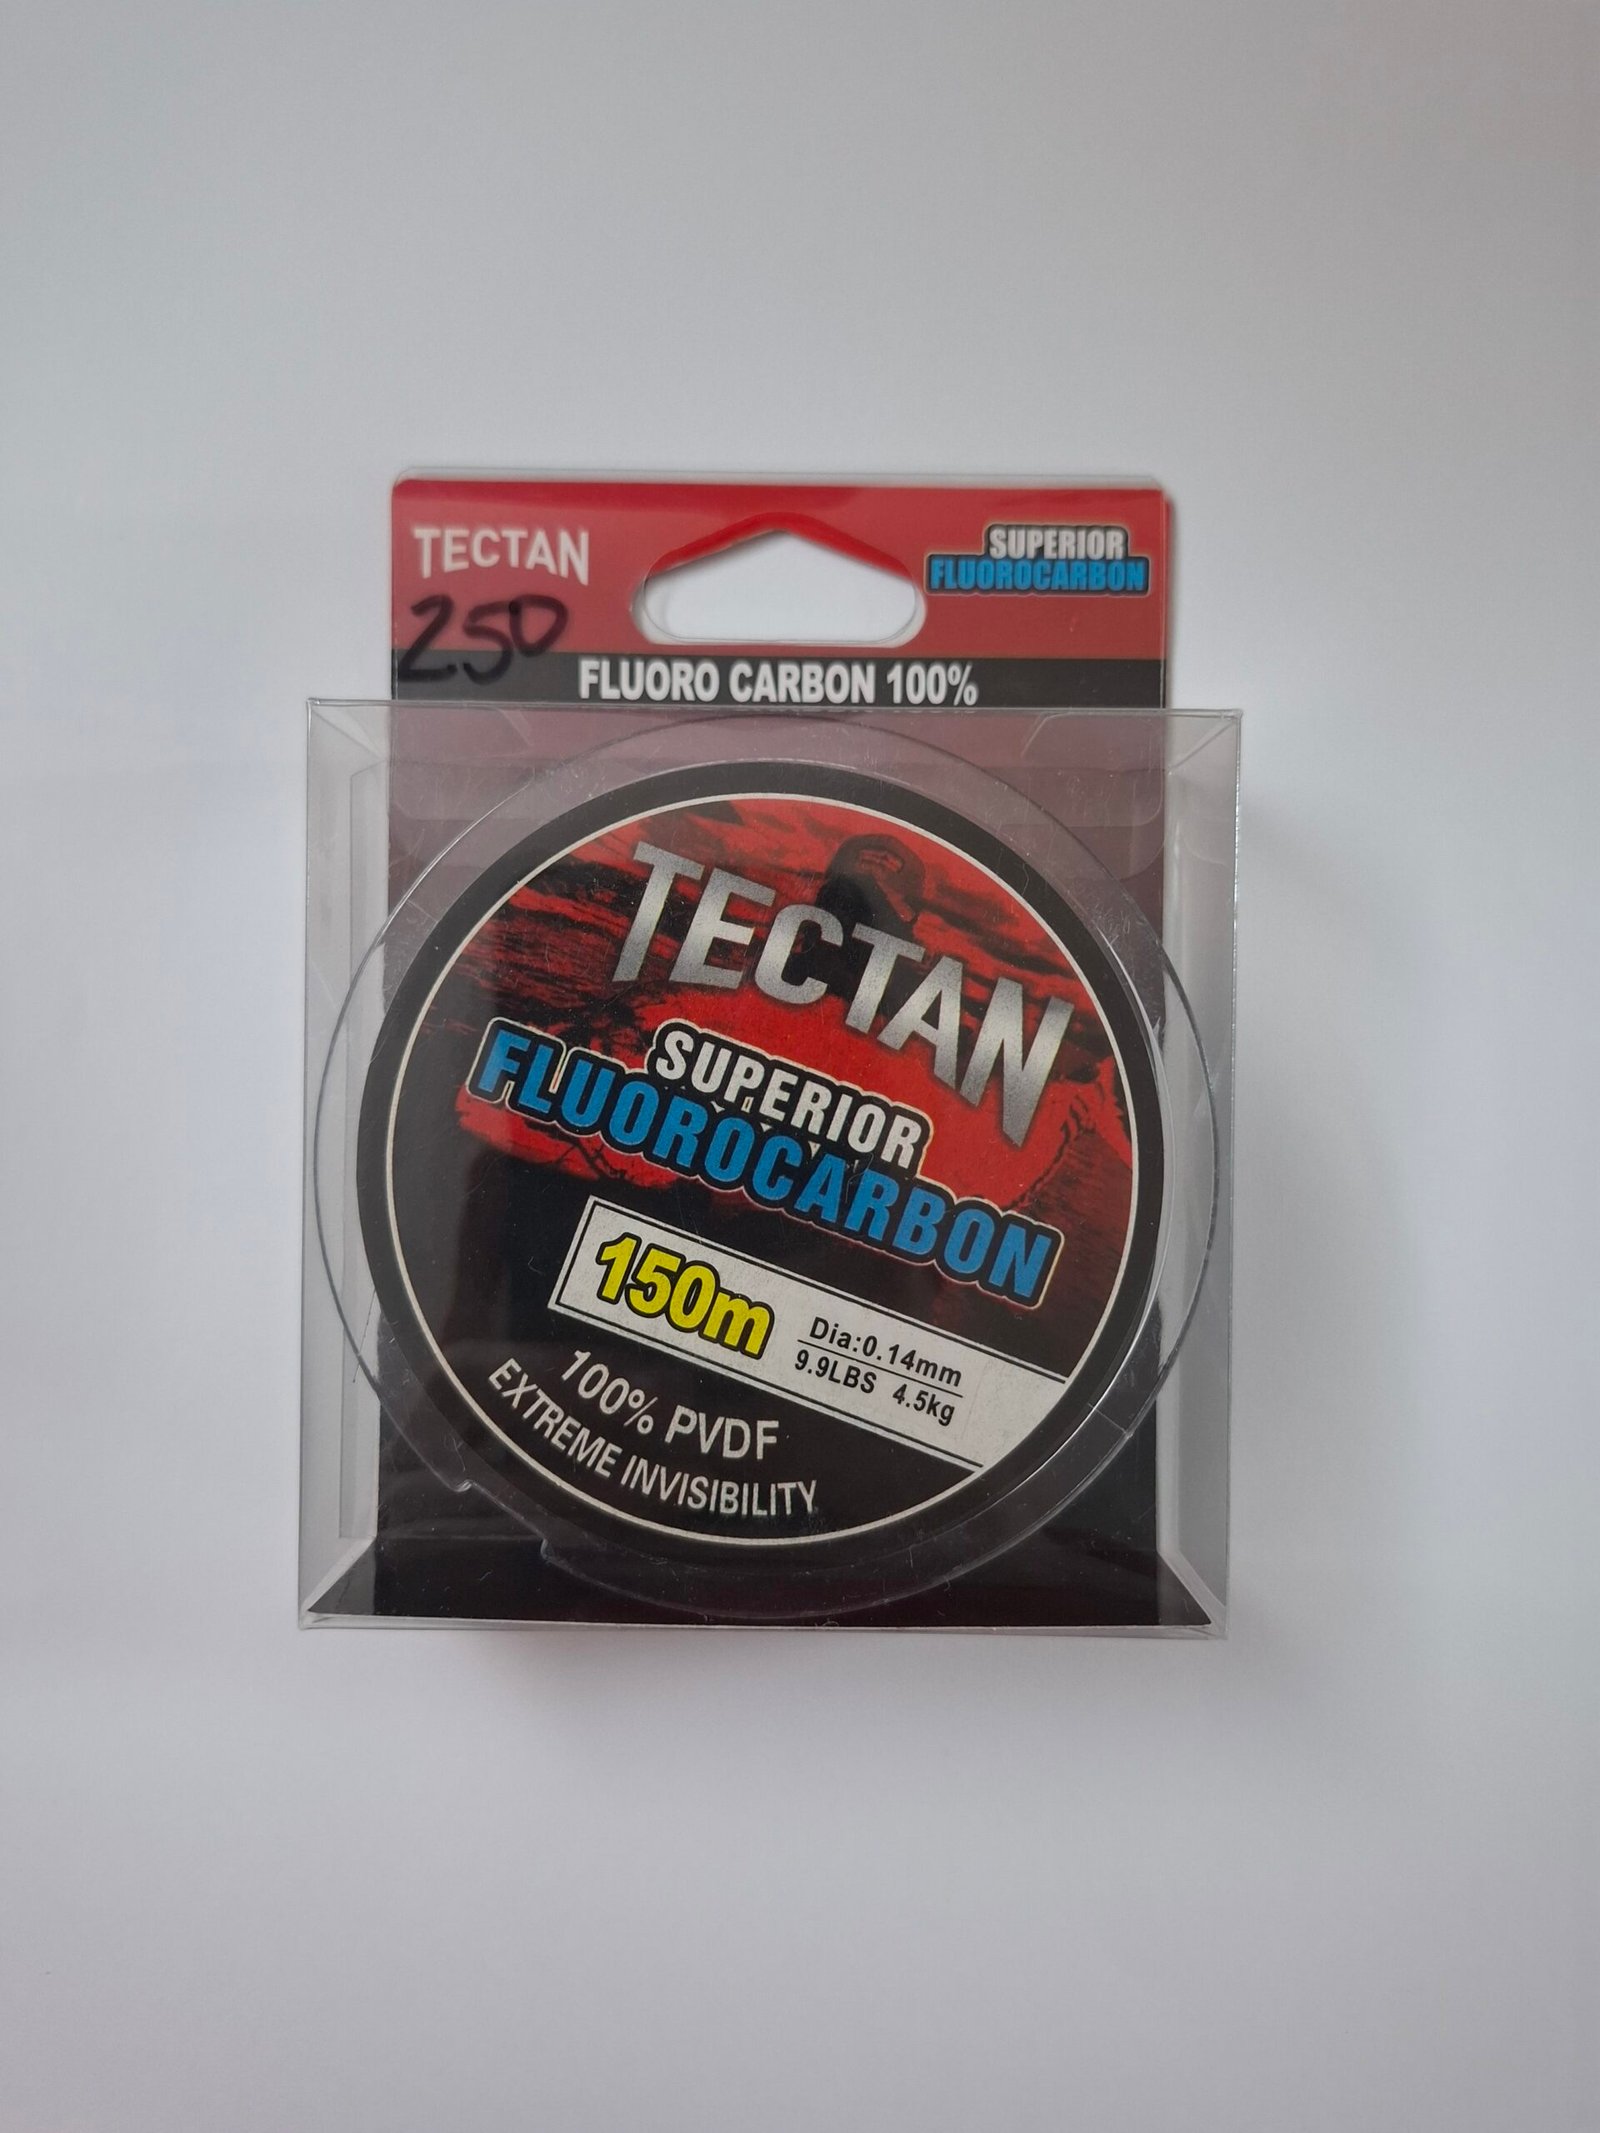 TECTAN
SUPERIOR
FLUOROCARBON
250
FLUORO CARBON 100%
TECTAN
SUPERIOR
FLUOROCARBON
150m
Dia:0.14mm
9.9LBS 4.5kg
100% PVDF
EXTREME INVISIBILITY